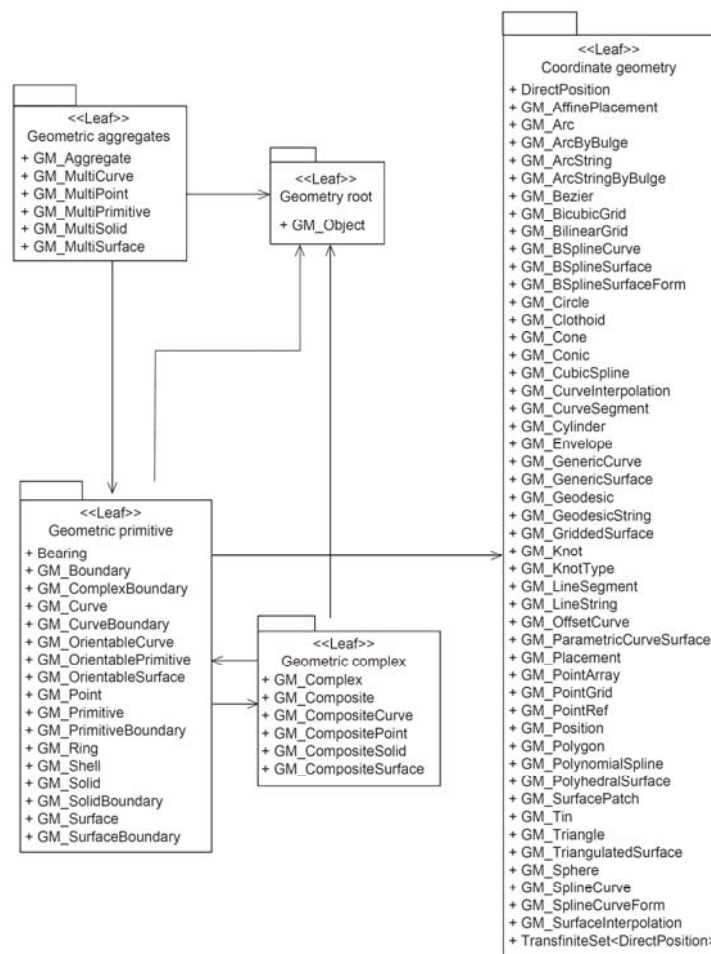 <<Leaf>>
Geometric aggregates
+ GM_Aggregate
+ GM_MultiCurve
+ GM_MultiPoint
+ GM_MultiPrimitive
+ GM_MultiSolid
+ GM_MultiSurface
<<Leaf>>
Geometry root
+ GM_Object
<<Leaf>>
Geometric primitive
+ Bearing
+ GM_Boundary
+ GM_ComplexBoundary
+ GM_Curve
+ GM_CurveBoundary
+ GM_OrientableCurve
+ GM_OrientablePrimitive
+ GM_OrientableSurface
+ GM_Point
+ GM_Primitive
+ GM_PrimitiveBoundary
+ GM_Ring
+ GM_Shell
+ GM_Solid
+ GM_SolidBoundary
+ GM_Surface
+ GM_SurfaceBoundary
<<Leaf>>
Geometric complex
+ GM_Complex
+ GM_Composite
+ GM_CompositeCurve
+ GM_CompositePoint
+ GM_CompositeSolid
+ GM_CompositeSurface
<<Leaf>>
Coordinate geometry
+ DirectPosition
+ GM_AffinePlacement
+ GM_Arc
+ GM_ArcByBulge
+ GM_ArcString
+ GM_ArcStringByBulge
+ GM_Bezier
+ GM_BicubicGrid
+ GM_BilinearGrid
+ GM_BSplineCurve
+ GM_BSplineSurface
+ GM_BSplineSurfaceForm
+ GM_Circle
+ GM_Clothoid
+ GM_Cone
+ GM_Conic
+ GM_CubicSpline
+ GM_CurveInterpolation
+ GM_CurveSegment
+ GM_Cylinder
+ GM_Envelope
+ GM_GenericCurve
+ GM_GenericSurface
+ GM_Geodesic
+ GM_GeodesicString
+ GM_GriddedSurface
+ GM_Knot
+ GM_KnotType
+ GM_LineSegment
+ GM_LineString
+ GM_OffsetCurve
+ GM_ParametricCurveSurface
+ GM_Placement
+ GM_PointArray
+ GM_PointGrid
+ GM_PointRef
+ GM_Position
+ GM_Polygon
+ GM_PolynomialSpline
+ GM_PolyhedralSurface
+ GM_SurfacePatch
+ GM_Tin
+ GM_Triangle
+ GM_TriangulatedSurface
+ GM_Sphere
+ GM_SplineCurve
+ GM_SplineCurveForm
+ GM_SurfaceInterpolation
+ TransfiniteSet<DirectPosition>